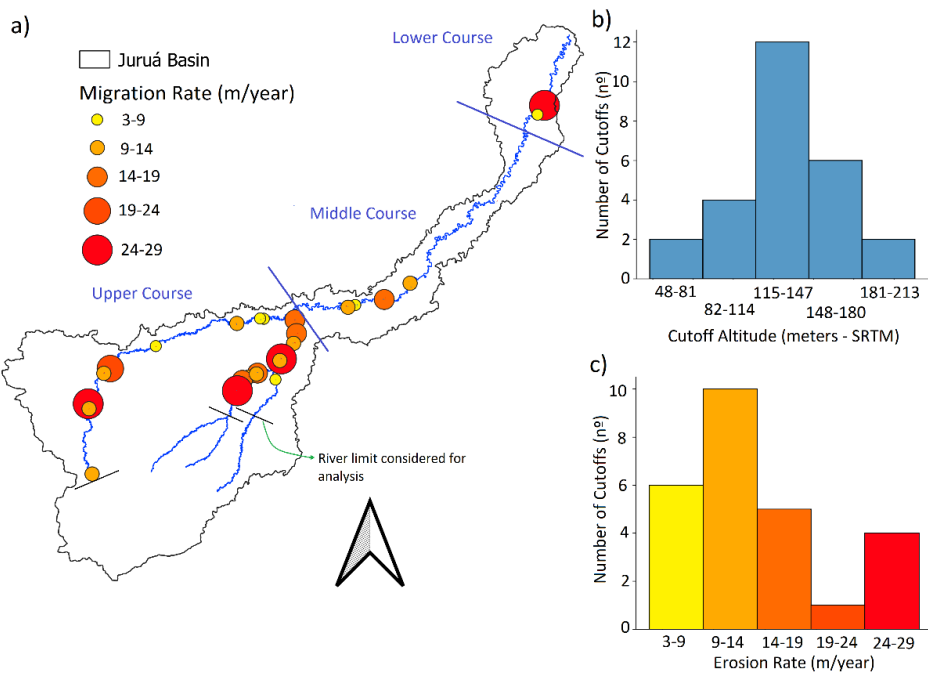 a)
Lower Course
Juruá Basin
Migration Rate (m/year)
3-9
9-14
14-19
19-24
24-29
Middle Course
Upper Course
River limit considered for
analysis
b)
Number of Cutoffs (nº)
12
10
8
6
4
2
0
48-81
82-114
115-147
148-180
181-213
Cutoff Altitude (meters - SRTM)
c)
Number of Cutoffs (nº)
10
8
6
4
2
0
3-9
9-14
14-19
19-24
24-29
Erosion Rate (m/year)